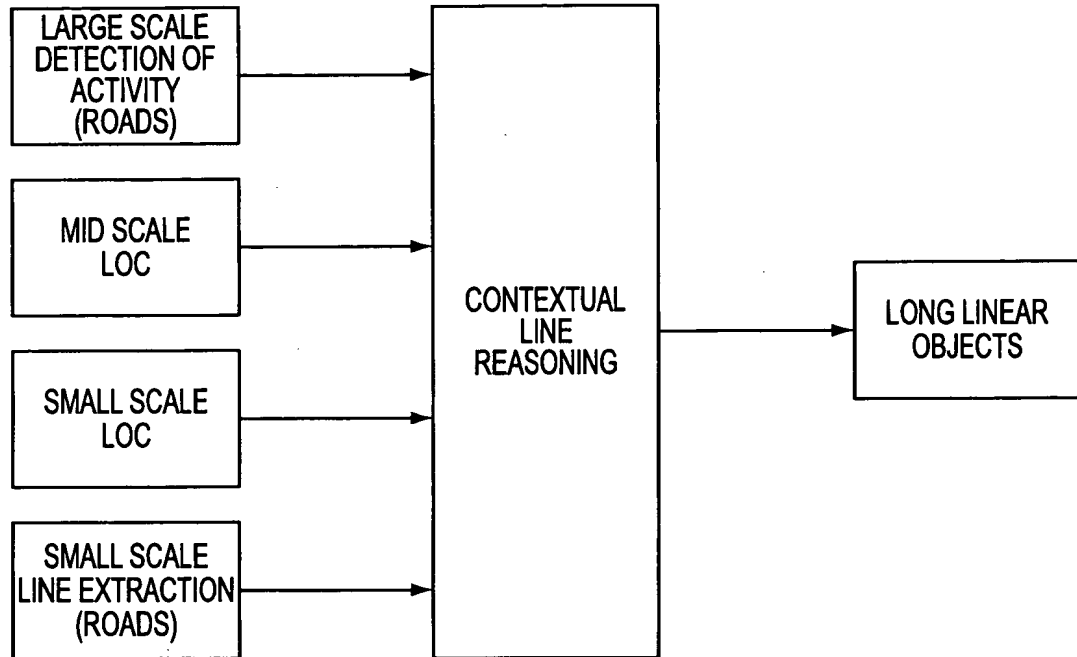 LARGE SCALE
DETECTION OF
ACTIVITY
(ROADS)
MID SCALE
LOC
SMALL SCALE
LOC
SMALL SCALE
LINE EXTRACTION
(ROADS)
CONTEXTUAL
LINE
REASONING
LONG LINEAR
OBJECTS